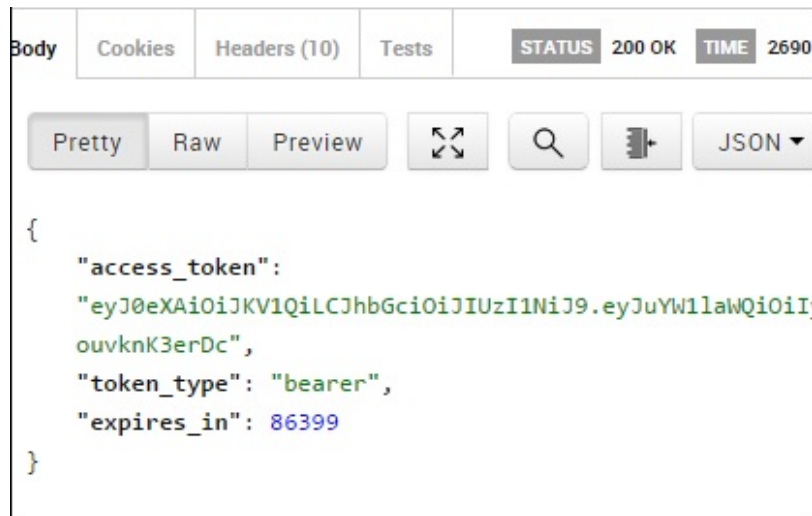 Body Cookies Headers (10) Tests STATUS 200 OK TIME 2690
Pretty Raw Preview JSON
{
"access_token":
"eyJ0eXAiOiJKV1QiLCJhbGciOiJIUzI1NiJ9.eyJuYW1laWQiOiIy
ouvknK3erDc",
"token_type": "bearer",
"expires_in": 86399
}